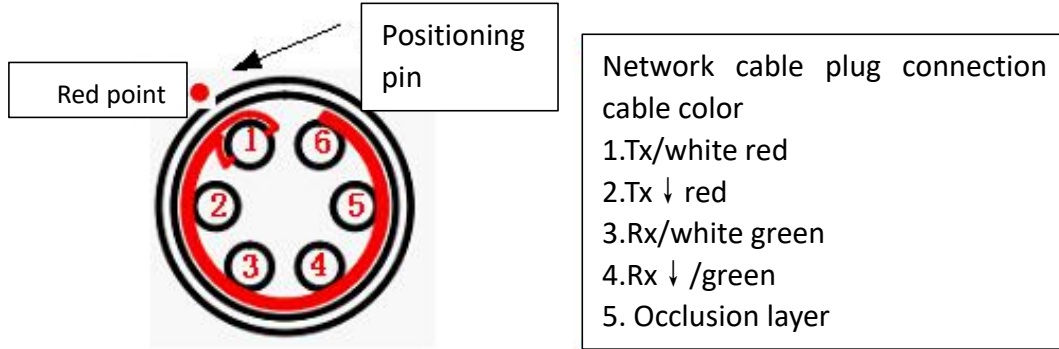 Positioning
pin
Red point
1
6
2
5
3
4
Network cable plug connection
cable color
1.Tx/white red
2.Tx ↓ red
3.Rx/white green
4.Rx ↓ /green
5. Occlusion layer